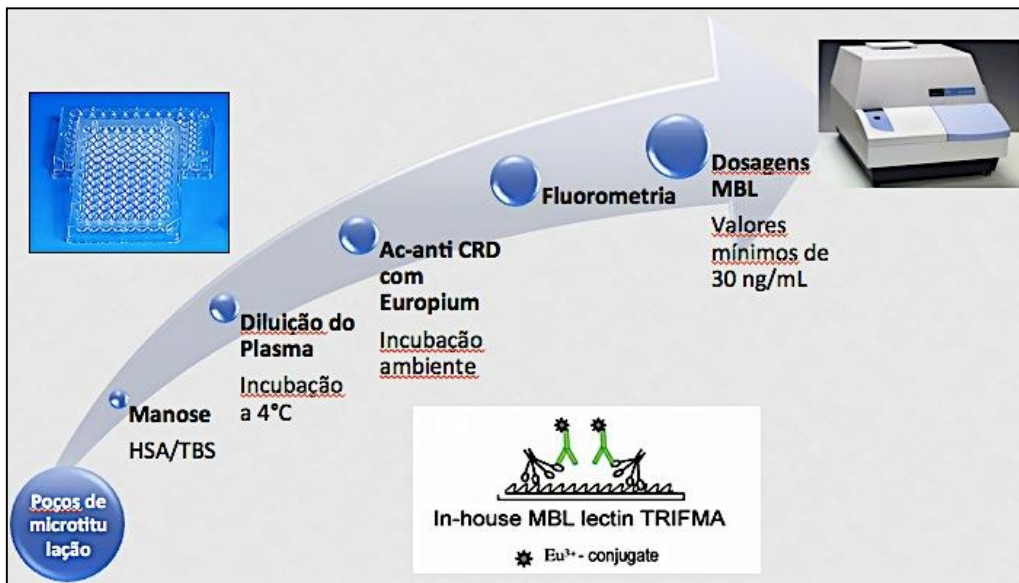 Poços de
microtitu
lação
Manose
HSA/TBS
Diluição do
Plasma
Incubação
a 4°C
Ac-anti CRD
com
Europium
Incubação
ambiente
Fluorometria
Dosagens
MBL
Valores
mínimos de
30 ng/mL
In-house MBL lectin TRIFMA
Eu³⁺- conjugate